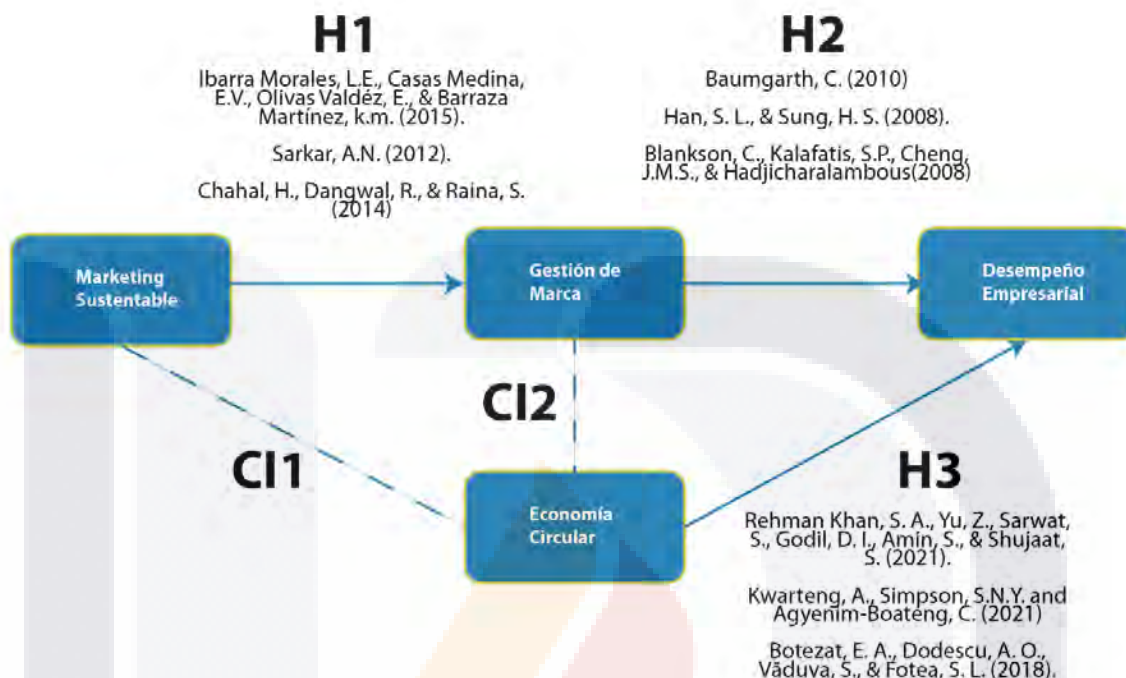 H1
Ibarra Morales, L.E., Casas Medina,
E.V., Olivas Valdéz, E., & Barraza
Martínez, k.m. (2015).
Sarkar, A.N. (2012).
Chahal, H., Dangwal, R., & Raina, S.
(2014)
H2
Baumgarth, C. (2010)
Han, S. L., & Sung, H. S. (2008).
Blankson, C., Kalafatis, S.P., Cheng,
J.M.S., & Hadjicharalambous(2008)
Marketing
Sustentable
Gestión de
Marca
Desempeño
Empresarial
CI1
CI2
Economía
Circular
H3
Rehman Khan, S. A., Yu, Z., Sarwat,
S., Godil, D. I., Amin, S., & Shujaat,
S. (2021).
Kwarteng, A., Simpson, S.N.Y. and
Agyenim-Boateng, C. (2021)
Botezat, E. A., Dodescu, A. O.,
Văduva, S., & Fotea, S. L. (2018).